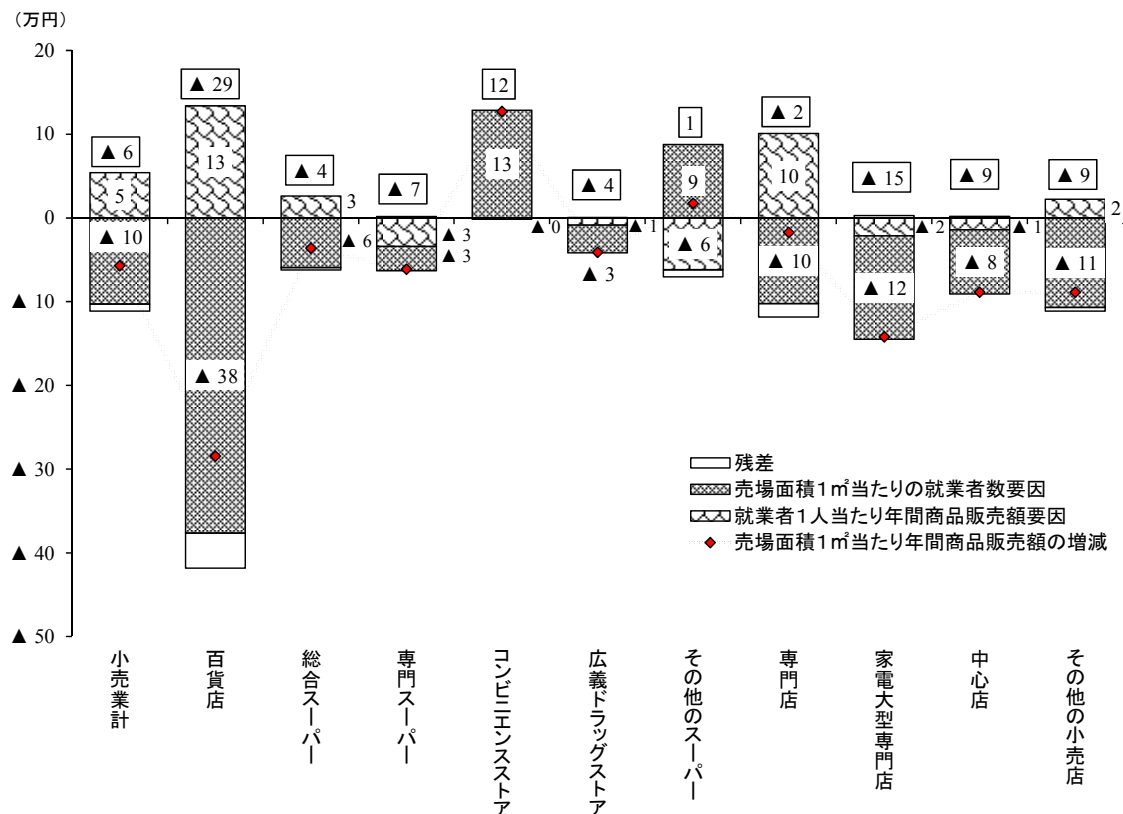 （万円）
20
10
0
▲ 10
▲ 20
▲ 30
▲ 40
▲ 50
▲ 6
5
▲ 10
▲ 29
13
▲ 38
▲ 4
3
▲ 6
▲ 7
▲ 3
▲ 3
12
13
▲ 0
▲ 4
▲ 1
▲ 3
1
9
▲ 6
▲ 2
10
▲ 10
▲ 15
▲ 2
▲ 12
▲ 9
▲ 1
▲ 8
▲ 9
2
▲ 11
残差
売場面積１㎡当たりの就業者数要因
就業者１人当たり年間商品販売額要因
売場面積１㎡当たり年間商品販売額の増減
小売業計
百貨店
総合スーパー
専門スーパー
コンビニエンスストア
広義ドラッグストア
その他のスーパー
専門店
家電大型専門店
中心店
その他の小売店